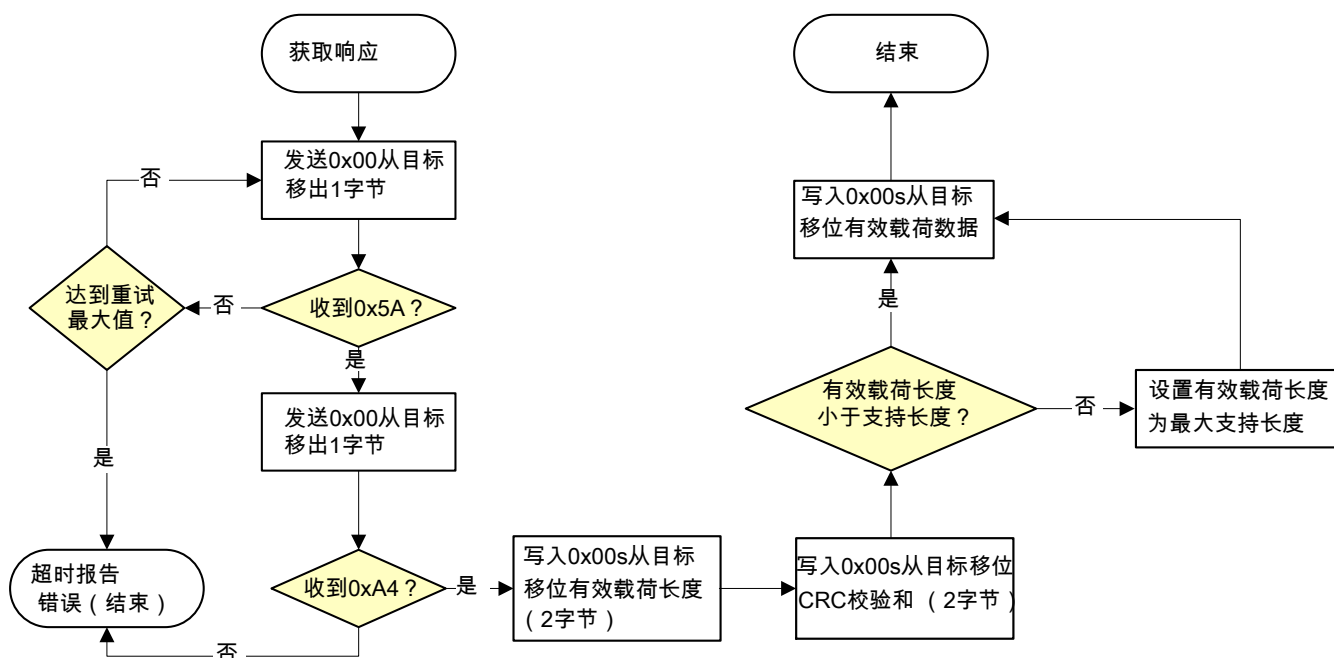 获取响应
结束
发送0x00从目标
移出1字节
否
写入0x00s从目标
移位有效载荷数据
达到重试
最大值？
否
收到0x5A？
是
是
发送0x00从目标
移出1字节
有效载荷长度
小于支持长度？
否
设置有效载荷长度
为最大支持长度
是
超时报告
错误（结束）
收到0xA4？
是
写入0x00s从目标
移位有效载荷长度
（2字节）
写入0x00s从目标移位
CRC校验和 （2字节）
否